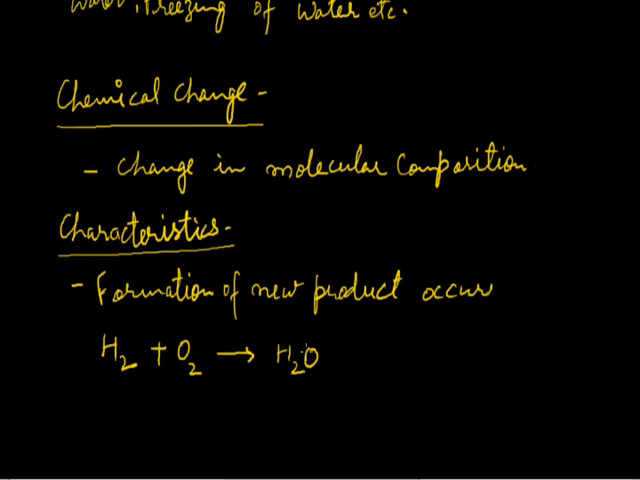 water, freezing of water etc.
Chemical Change -
- Change in molecular Composition
Characteristics -
- Formation of new product occur
H₂ + O₂ → H₂O